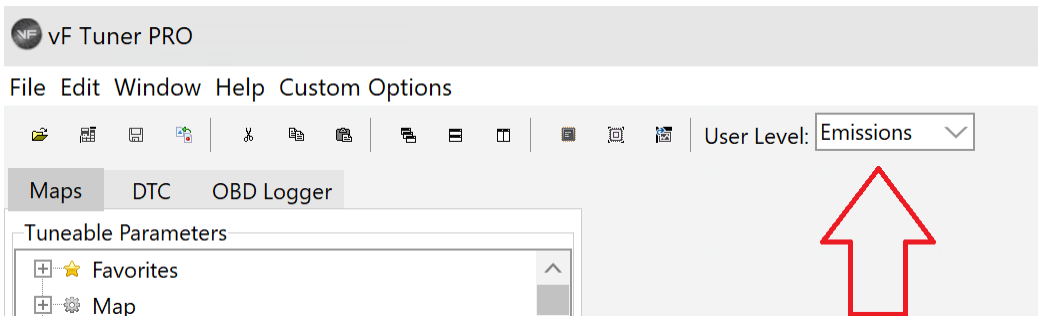 VF vF Tuner PRO
File Edit Window Help Custom Options
User Level: Emissions
Maps DTC OBD Logger
Tuneable Parameters
Favorites
Map